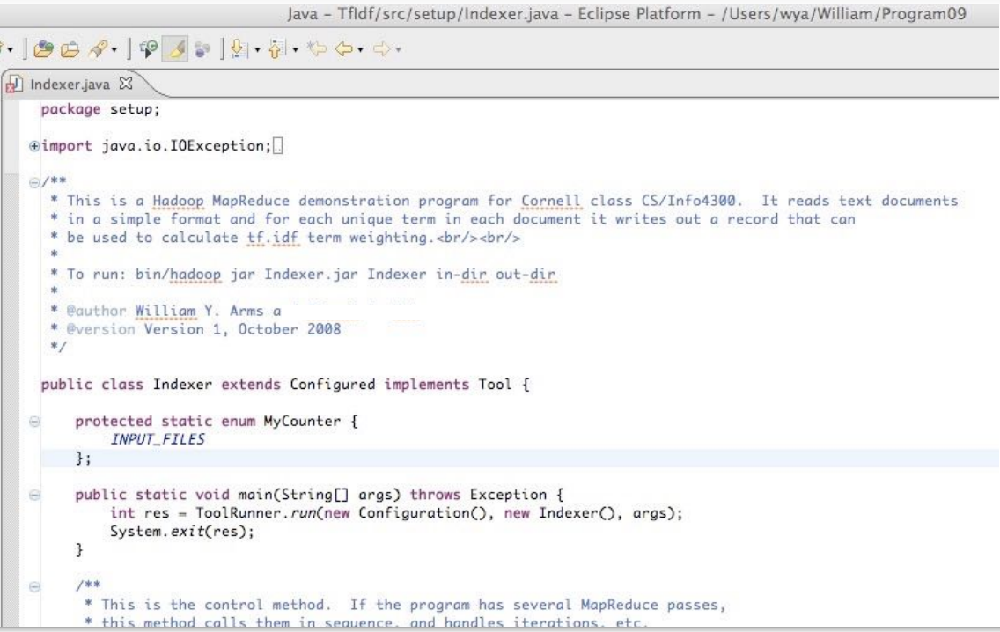 Java – TfIdf/src/setup/Indexer.java – Eclipse Platform – /Users/wya/William/Program09
Indexer.java
package setup;
import java.io.IOException;
/**
* This is a Hadoop MapReduce demonstration program for Cornell class CS/Info4300.  It reads text documents
* in a simple format and for each unique term in each document it writes out a record that can
* be used to calculate tf.idf term weighting.<br/><br/>
*
* To run: bin/hadoop jar Indexer.jar Indexer in-dir out-dir
*
* @author William Y. Arms a
* @version Version 1, October 2008
*/
public class Indexer extends Configured implements Tool {
protected static enum MyCounter {
INPUT_FILES
};
public static void main(String[] args) throws Exception {
int res = ToolRunner.run(new Configuration(), new Indexer(), args);
System.exit(res);
}
/**
* This is the control method.  If the program has several MapReduce passes,
* this method calls them in sequence, and handles iterations, etc.